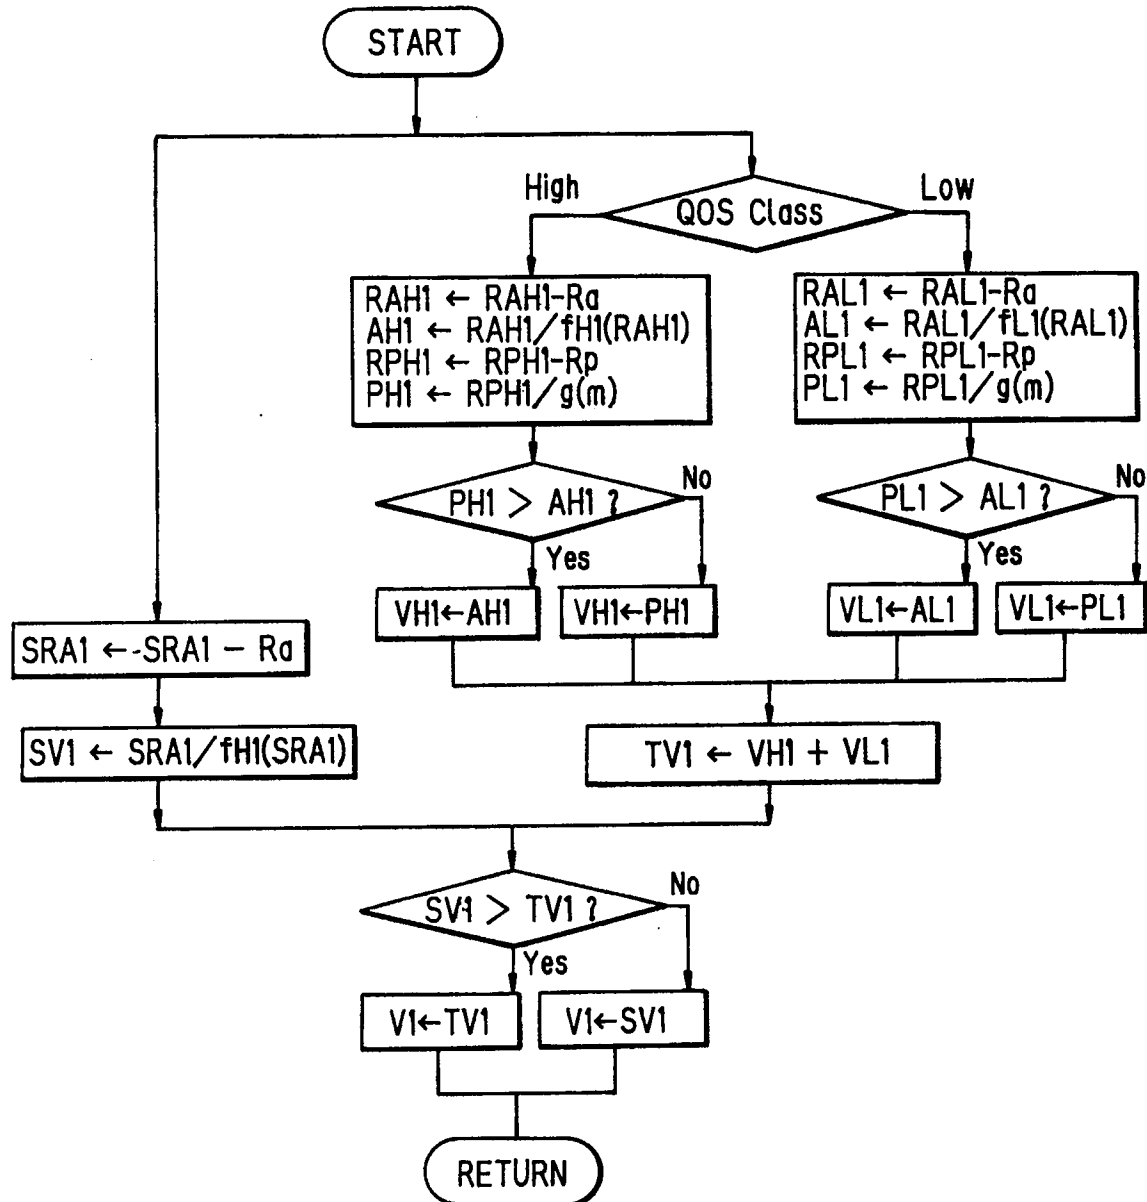 START
High
Low
QOS Class
RAH1 ← RAH1-Ra
AH1 ← RAH1/fH1(RAH1)
RPH1 ← RPH1-Rp
PH1 ← RPH1/g(m)
RAL1 ← RAL1-Ra
AL1 ← RAL1/fL1(RAL1)
RPL1 ← RPL1-Rp
PL1 ← RPL1/g(m)
PH1 > AH1 ?
No
Yes
PL1 > AL1 ?
No
Yes
VH1←AH1
VH1←PH1
VL1←AL1
VL1←PL1
SRA1 ← SRA1 – Ra
SV1 ← SRA1/fH1(SRA1)
TV1 ← VH1 + VL1
SV1 > TV1 ?
No
Yes
V1←TV1
V1←SV1
RETURN